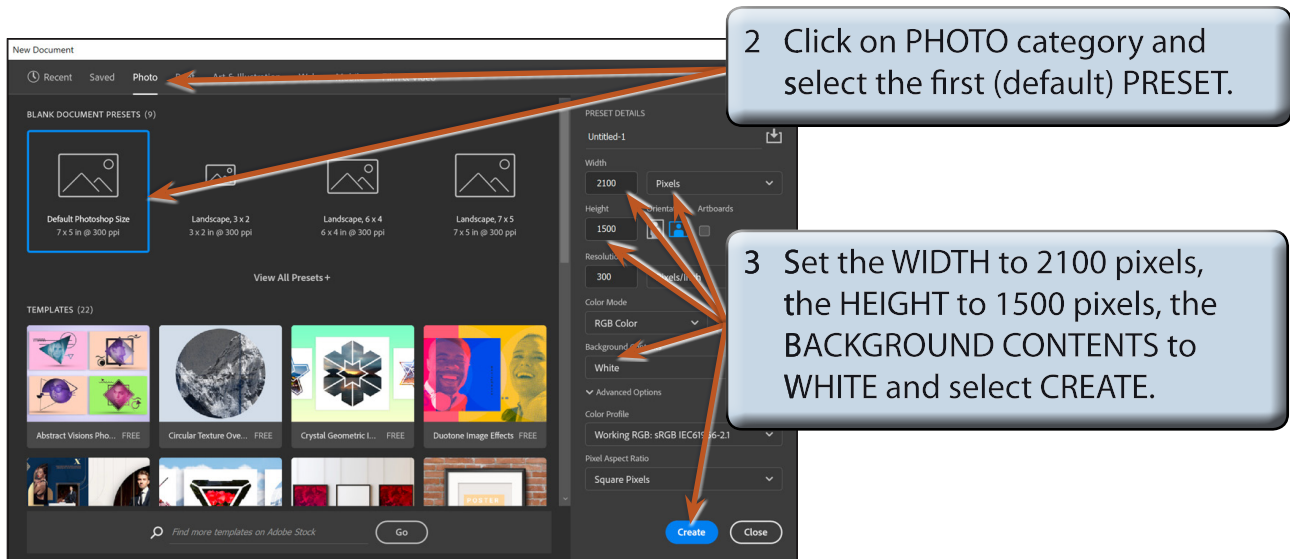 2 Click on PHOTO category and
select the first (default) PRESET.
New Document
Recent Saved Photo
BLANK DOCUMENT PRESETS (9)
Default Photoshop Size
7 x 5 in @ 300 ppi
Landscape, 3 x 2
3 x 2 in @ 300 ppi
Landscape, 6 x 4
6 x 4 in @ 300 ppi
Landscape, 7 x 5
7 x 5 in @ 300 ppi
View All Presets +
TEMPLATES (22)
Abstract Visions Pho... FREE
Circular Texture Ove... FREE
Crystal Geometric I... FREE
Duotone Image Effects FREE
POSTER
Find more templates on Adobe Stock
Go
PRESET DETAILS
Untitled-1
Width
2100 Pixels
Height Artboards
1500
300
Color Mode
RGB Color
Background
White
Advanced Options
Color Profile
Working RGB: sRGB
Pixel Aspect Ratio
Square Pixels
Create Close
3 Set the WIDTH to 2100 pixels,
the HEIGHT to 1500 pixels, the
BACKGROUND CONTENTS to
WHITE and select CREATE.